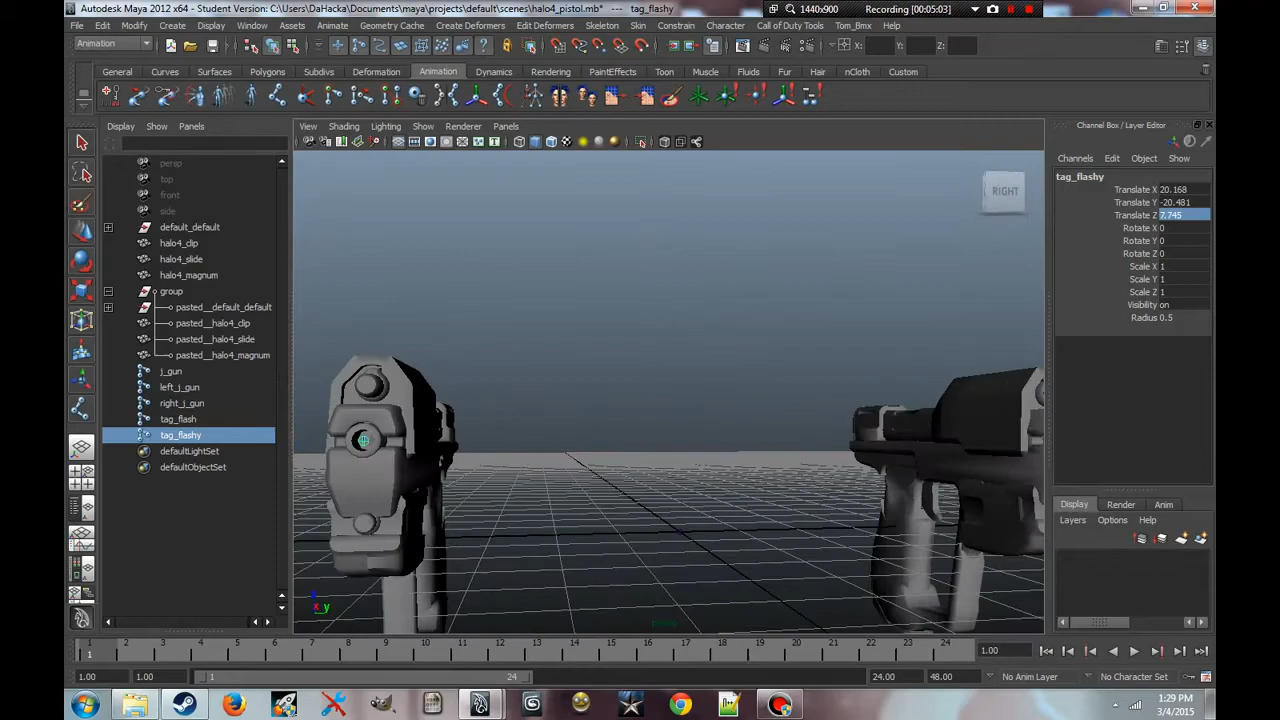 Autodesk Maya 2012 x64 - Student Version: C:\Users\DaHacka\Documents\maya\projects\default\scenes\halo4_pistol.mb* --- tag_flashy
1440x900
Recording [00:05:03]
File Edit Modify Create Display Window Assets Animate Geometry Cache Create Deformers Edit Deformers Skeleton Skin Constrain Character Call of Duty Tools Tom_Bmx Help
Animation X: Y: Z:
General Curves Surfaces Polygons Subdivs Deformation Animation Dynamics Rendering PaintEffects Toon Muscle Fluids Fur Hair nCloth Custom
Display Show Panels
View Shading Lighting Show Renderer Panels
Channel Box / Layer Editor
Channels Edit Object Show
persp
top
front
side
default_default
halo4_clip
halo4_slide
halo4_magnum
group
pasted__default_default
pasted__halo4_clip
pasted__halo4_slide
pasted__halo4_magnum
j_gun
left_j_gun
right_j_gun
tag_flash
tag_flashy
defaultLightSet
defaultObjectSet
RIGHT
x y
persp
tag_flashy
Translate X 20.168
Translate Y -20.481
Translate Z 7.745
Rotate X 0
Rotate Y 0
Rotate Z 0
Scale X 1
Scale Y 1
Scale Z 1
Visibility on
Radius 0.5
Display Render Anim
Layers Options Help
1 2 3 4 5 6 7 8 9 10 11 12 13 14 15 16 17 18 19 20 21 22 23 24
1 1.00
1.00 1.00 1 24 24.00 48.00 No Anim Layer No Character Set
1:29 PM
3/4/2015